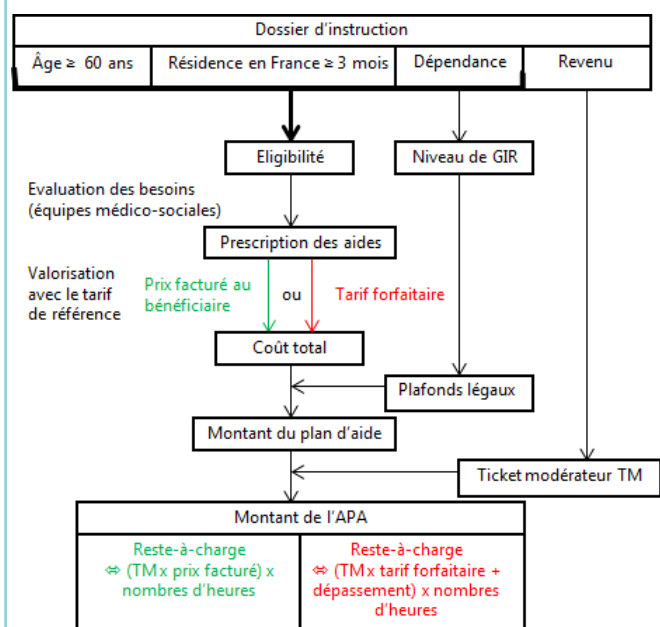 Dossier d'instruction
Âge ≥ 60 ans
Résidence en France ≥ 3 mois
Dépendance
Revenu
Eligibilité
Niveau de GIR
Evaluation des besoins
(équipes médico-sociales)
Prescription des aides
Valorisation
avec le tarif
de référence
Prix facturé au
bénéficiaire
ou
Tarif forfaitaire
Coût total
Plafonds légaux
Montant du plan d'aide
Ticket modérateur TM
Montant de l'APA
Reste-à-charge
⇔ (TM x prix facturé) x
nombres d'heures
Reste-à-charge
⇔ (TM x tarif forfaitaire +
dépassement) x nombres
d'heures